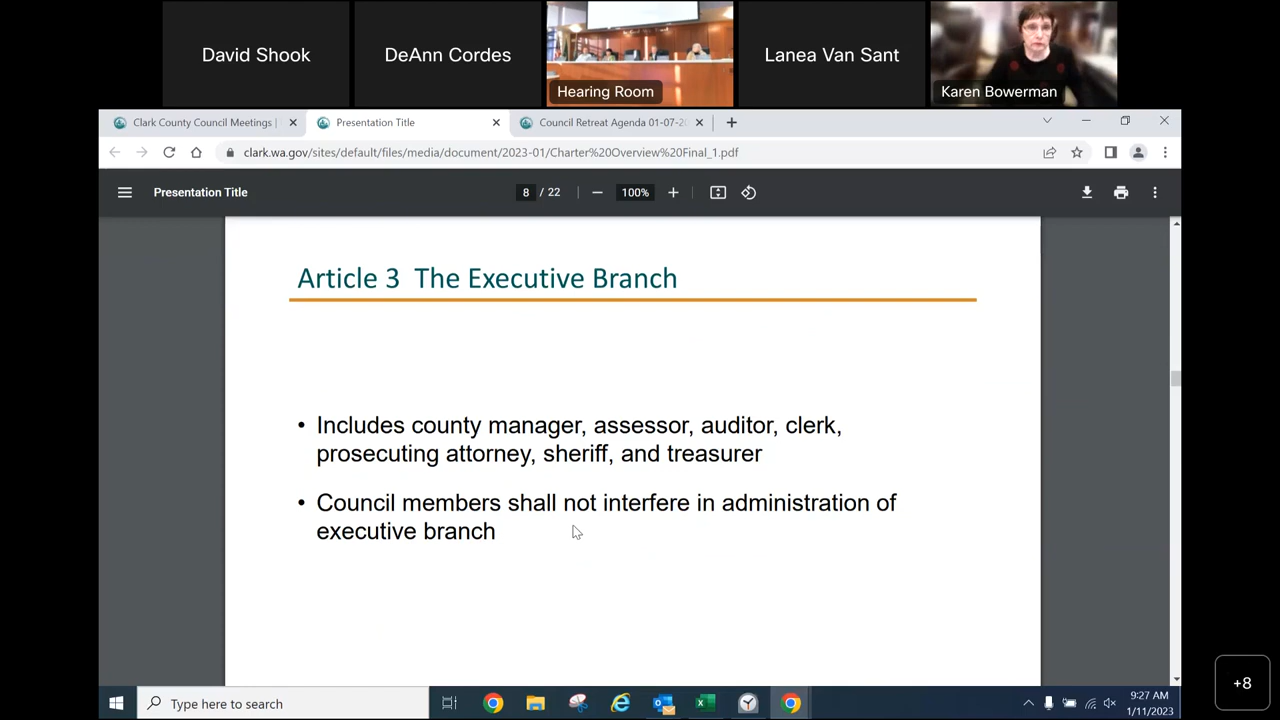 David Shook
DeAnn Cordes
Hearing Room
Lanea Van Sant
Karen Bowerman
Clark County Council Meetings |
Presentation Title
Council Retreat Agenda 01-07-20
clark.wa.gov/sites/default/files/media/document/2023-01/Charter%20Overview%20Final_1.pdf
Presentation Title
8 / 22
100%
Article 3 The Executive Branch
• Includes county manager, assessor, auditor, clerk,
prosecuting attorney, sheriff, and treasurer
• Council members shall not interfere in administration of
executive branch
+8
Type here to search
9:27 AM
1/11/2023